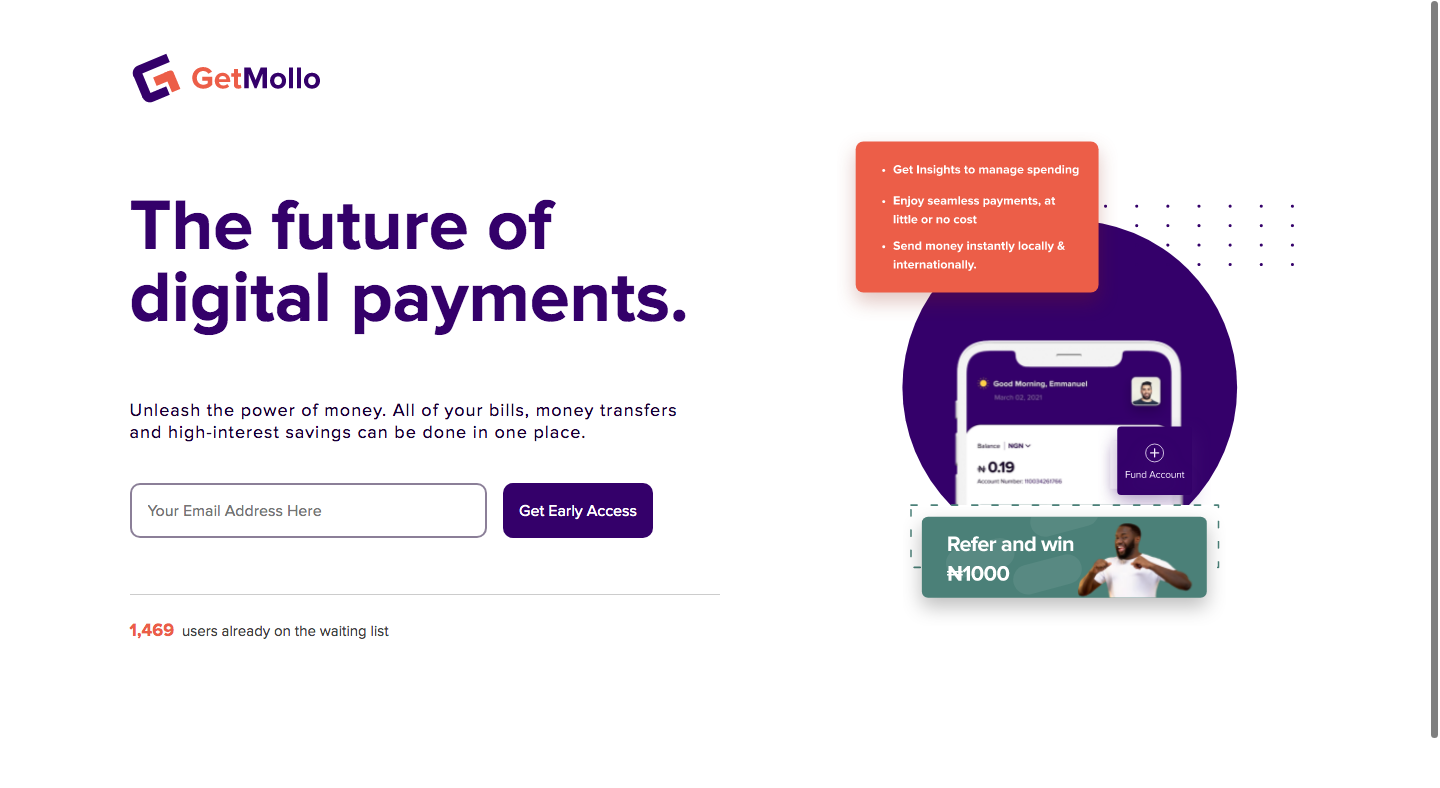 GetMollo
The future of
digital payments.
Unleash the power of money. All of your bills, money transfers
and high-interest savings can be done in one place.
Your Email Address Here
Get Early Access
1,469 users already on the waiting list
• Get Insights to manage spending
• Enjoy seamless payments, at
little or no cost
• Send money instantly locally &
internationally.
Good Morning, Emmanuel
March 02, 2021
Balance | NGN
₦ 0.19
Account Number: 110034261766
Fund Account
Refer and win
₦1000